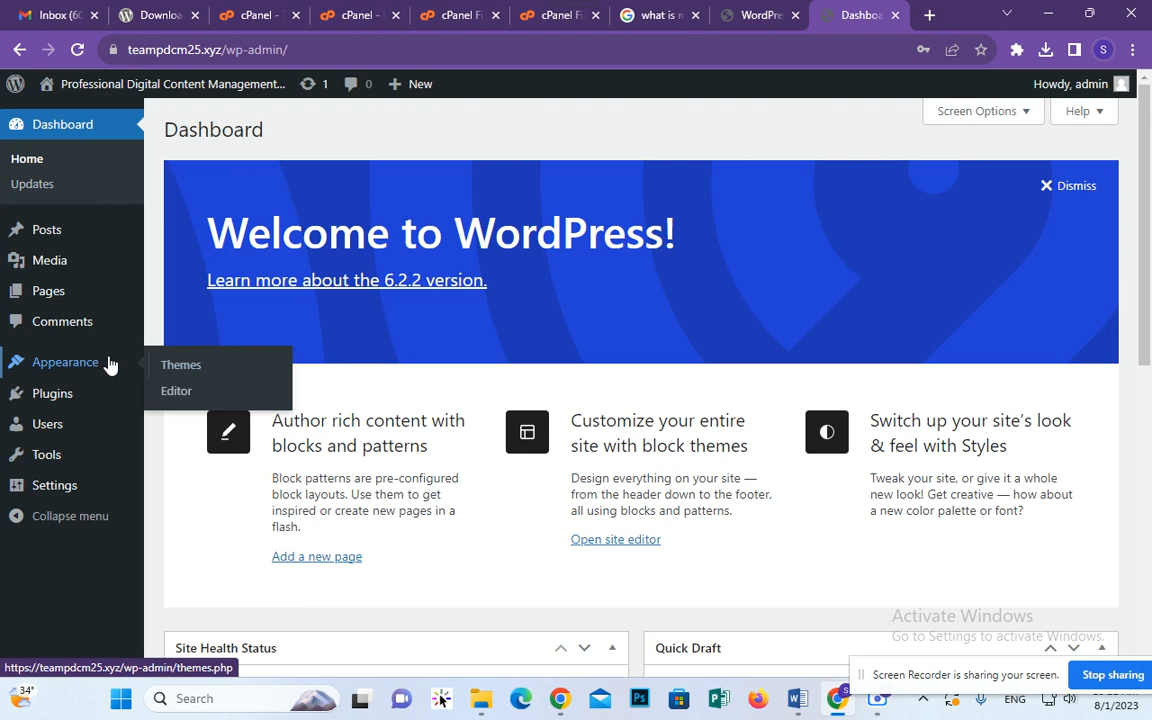 Inbox (6
Downloa
cPanel -
cPanel -
cPanel F
cPanel F
what is
WordPre
Dashboa
teampdcm25.xyz/wp-admin/
S
Professional Digital Content Management...
1
0
New
Howdy, admin
Dashboard
Home
Updates
Posts
Media
Pages
Comments
Appearance
Themes
Editor
Plugins
Users
Tools
Settings
Collapse menu
Dashboard
Screen Options
Help
Dismiss
Welcome to WordPress!
Learn more about the 6.2.2 version.
Author rich content with
blocks and patterns
Block patterns are pre-configured
block layouts. Use them to get
inspired or create new pages in a
flash.
Add a new page
Customize your entire
site with block themes
Design everything on your site —
from the header down to the footer,
all using blocks and patterns.
Open site editor
Switch up your site's look
& feel with Styles
Tweak your site, or give it a whole
new look! Get creative — how about
a new color palette or font?
Activate Windows
Go to Settings to activate Windows.
Site Health Status
Quick Draft
https://teampdcm25.xyz/wp-admin/themes.php
Screen Recorder is sharing your screen.
Stop sharing
34°
Search
ENG
8/1/2023